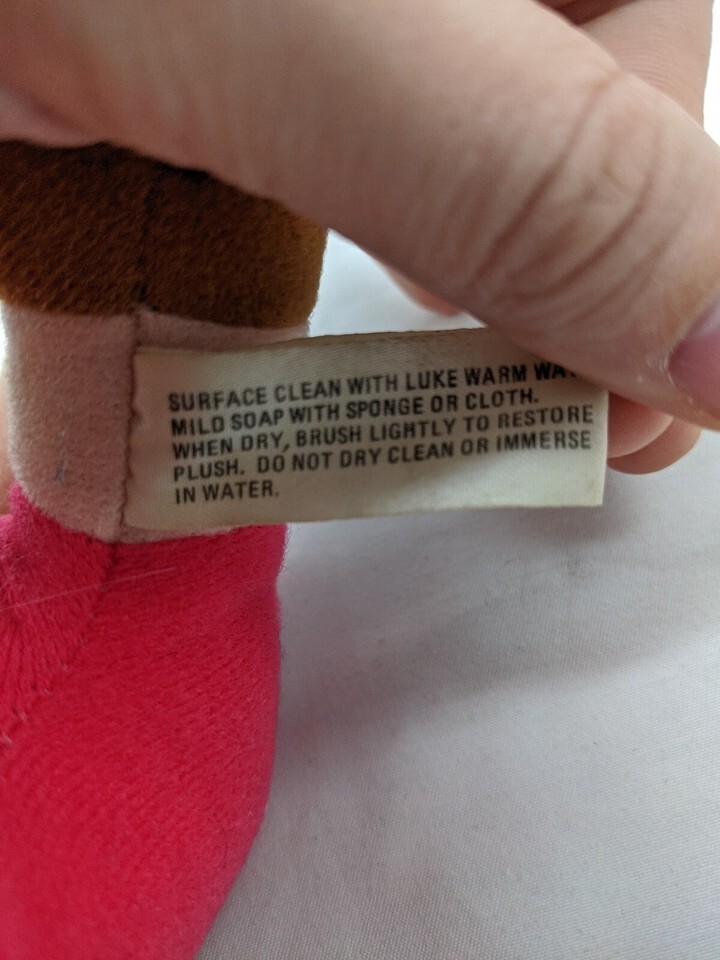 SURFACE CLEAN WITH LUKE WARM
MILD SOAP WITH SPONGE OR CLOTH.
WHEN DRY, BRUSH LIGHTLY TO RESTORE
PLUSH. DO NOT DRY CLEAN OR IMMERSE
IN WATER.